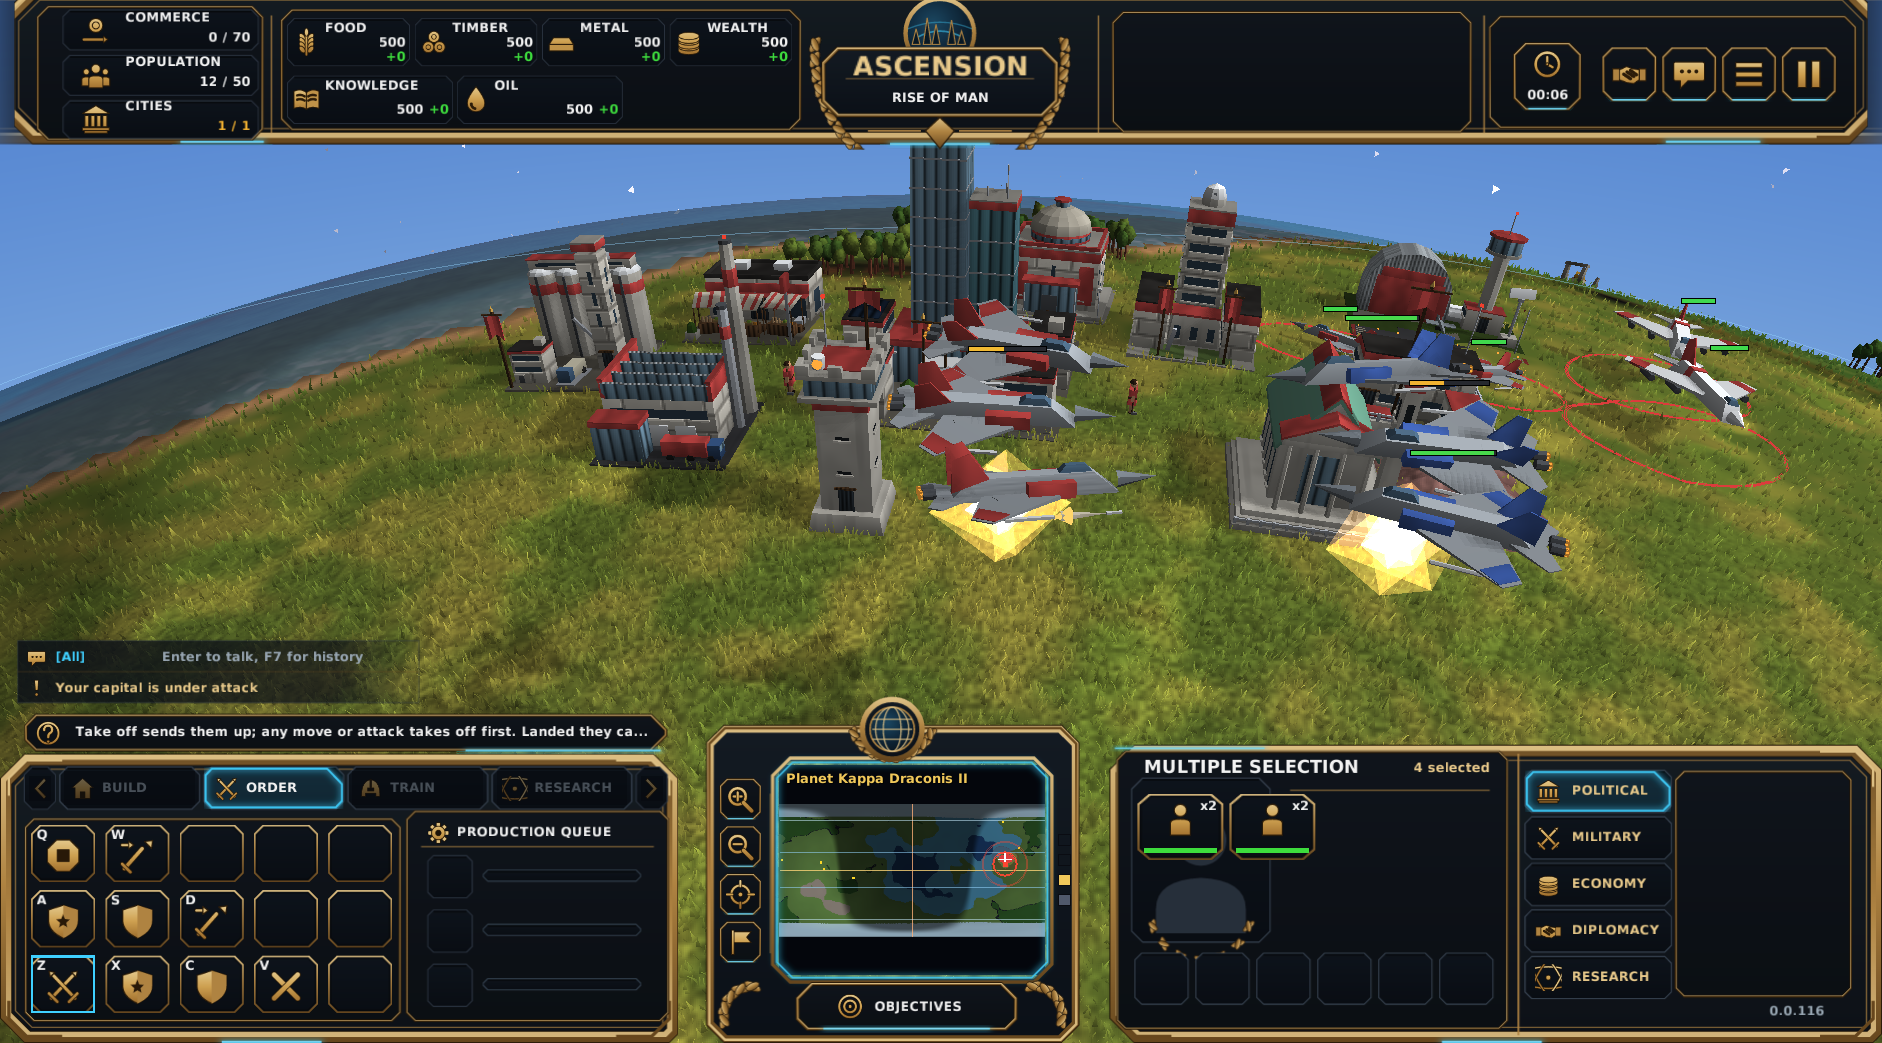 COMMERCE
0 / 70
POPULATION
12 / 50
CITIES
1 / 1
FOOD
500
+0
TIMBER
500
+0
METAL
500
+0
WEALTH
500
+0
KNOWLEDGE
500 +0
OIL
500 +0
ASCENSION
RISE OF MAN
00:06
[All] Enter to talk, F7 for history
! Your capital is under attack
? Take off sends them up; any move or attack takes off first. Landed they ca...
BUILD
ORDER
TRAIN
RESEARCH
Q
W
A
S
D
Z
X
C
V
PRODUCTION QUEUE
Planet Kappa Draconis II
OBJECTIVES
MULTIPLE SELECTION
4 selected
x2
x2
POLITICAL
MILITARY
ECONOMY
DIPLOMACY
RESEARCH
0.0.116